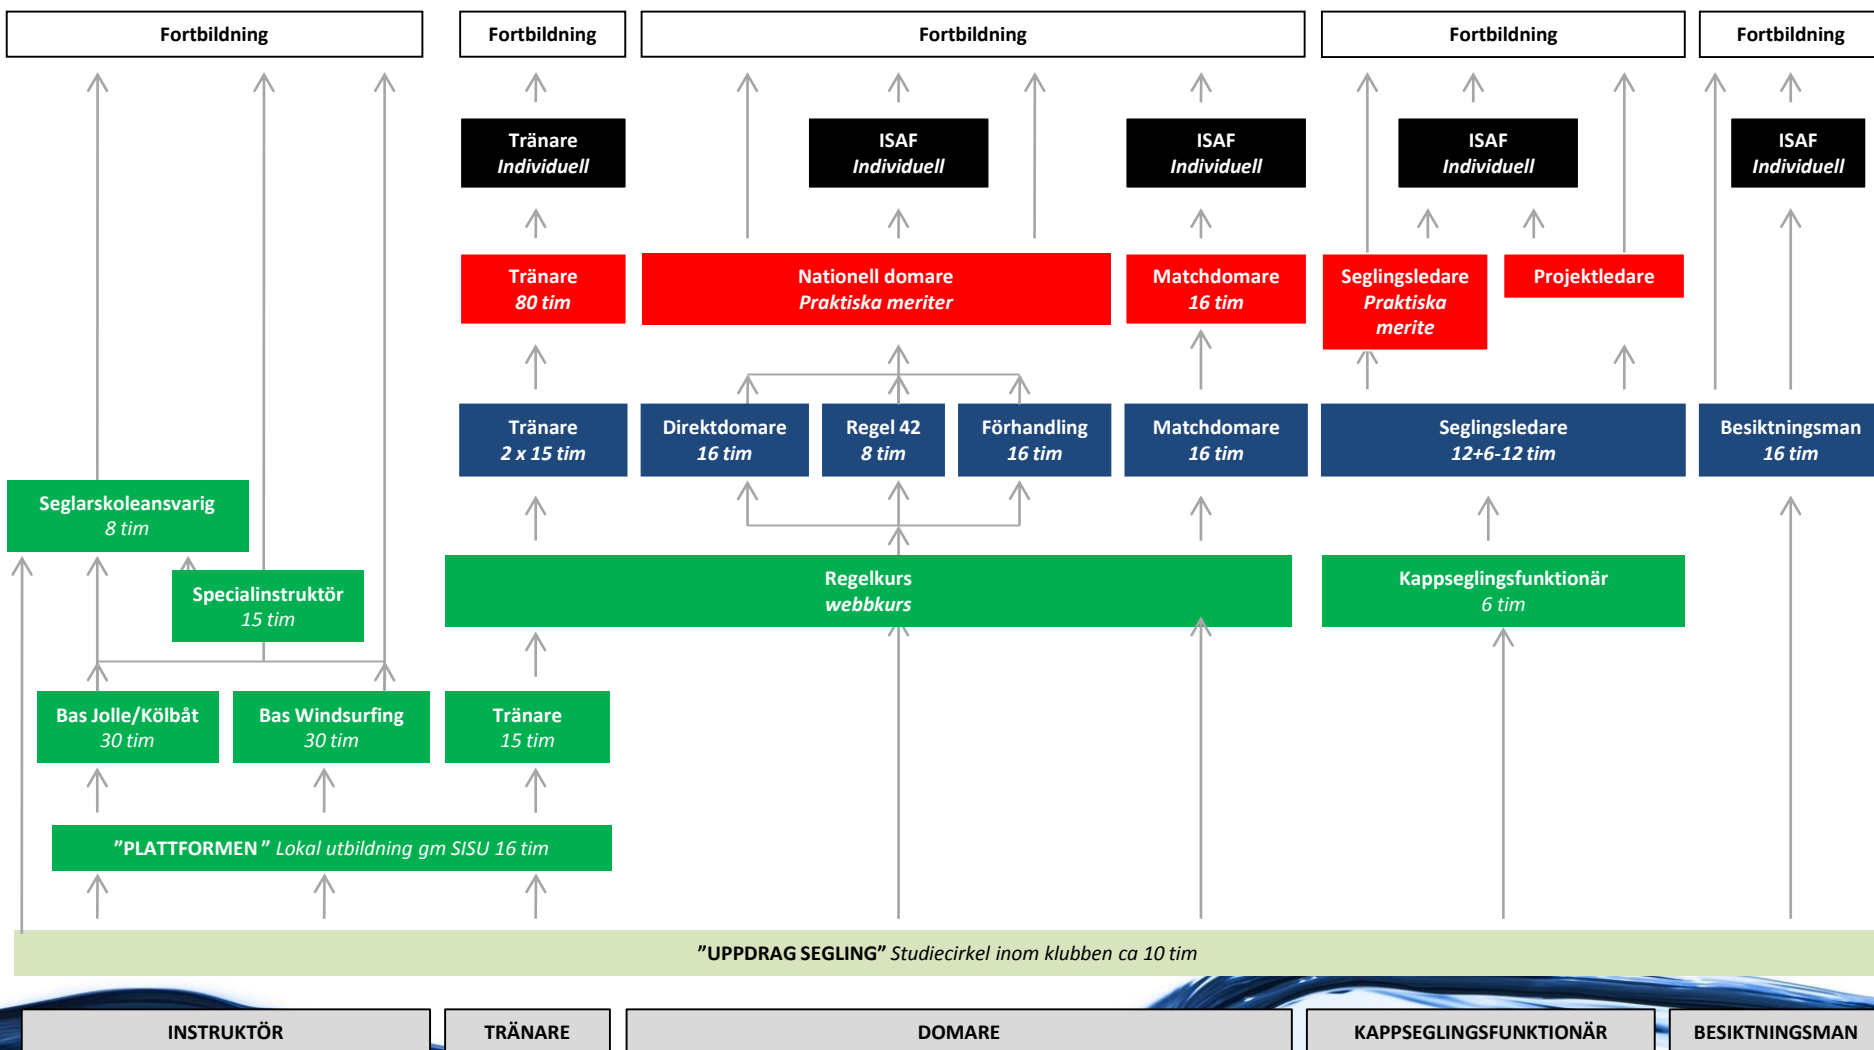 Fortbildning
Fortbildning
Fortbildning
Fortbildning
Fortbildning
Tränare
Individuell
ISAF
Individuell
ISAF
Individuell
ISAF
Individuell
ISAF
Individuell
Tränare
80 tim
Nationell domare
Praktiska meriter
Matchdomare
16 tim
Seglingsledare
Praktiska
merite
Projektledare
Tränare
2 x 15 tim
Direktdomare
16 tim
Regel 42
8 tim
Förhandling
16 tim
Matchdomare
16 tim
Seglingsledare
12+6-12 tim
Besiktningsman
16 tim
Seglarskoleansvarig
8 tim
Specialinstruktör
15 tim
Regelkurs
webbkurs
Kappseglingsfunktionär
6 tim
Bas Jolle/Kölbåt
30 tim
Bas Windsurfing
30 tim
Tränare
15 tim
”PLATTFORMEN ” Lokal utbildning gm SISU 16 tim
”UPPDRAG SEGLING” Studiecirkel inom klubben ca 10 tim
INSTRUKTÖR
TRÄNARE
DOMARE
KAPPSEGLINGSFUNKTIONÄR
BESIKTNINGSMAN